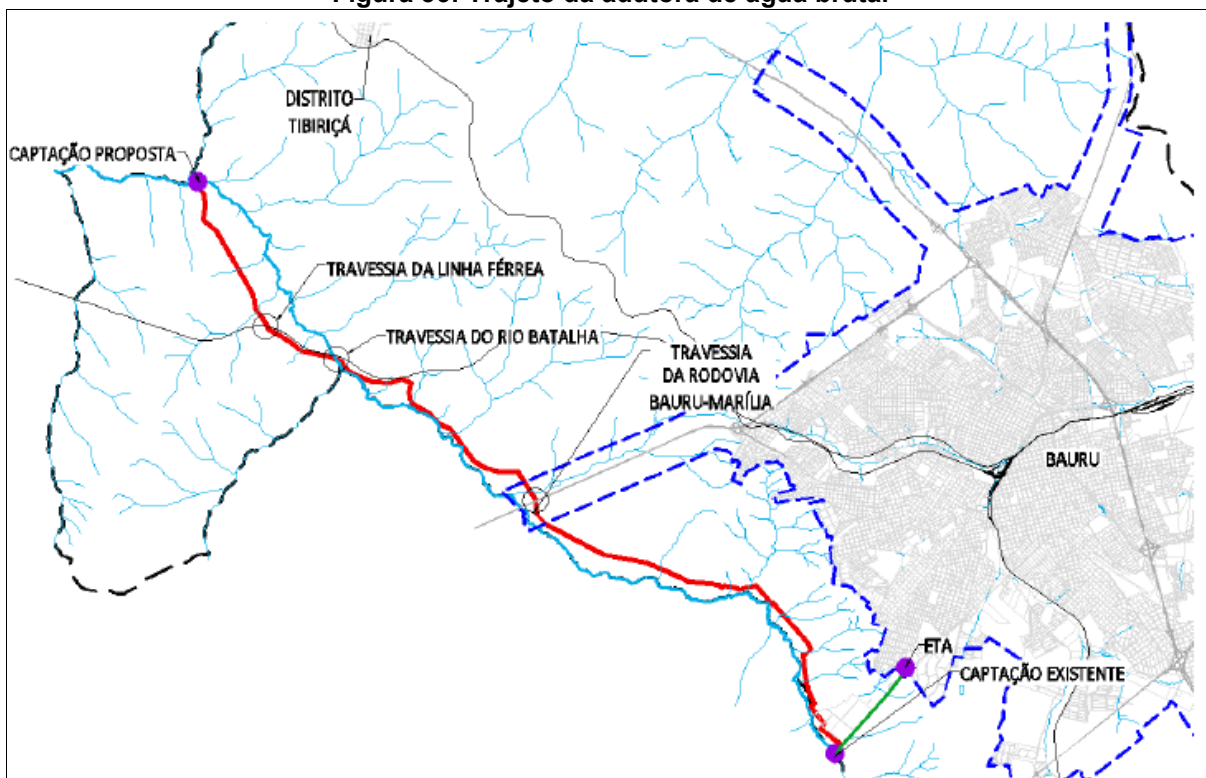 Figura 30. Trajeto da adutora de água bruta.
DISTRITO
TIBIRIÇÁ
CAPTAÇÃO PROPOSTA
TRAVESSIA DA LINHA FÉRREA
TRAVESSIA DO RIO BATALHA
TRAVESSIA
DA RODOVIA
BAURU-MARÍLIA
BAURU
ETA
CAPTAÇÃO EXISTENTE